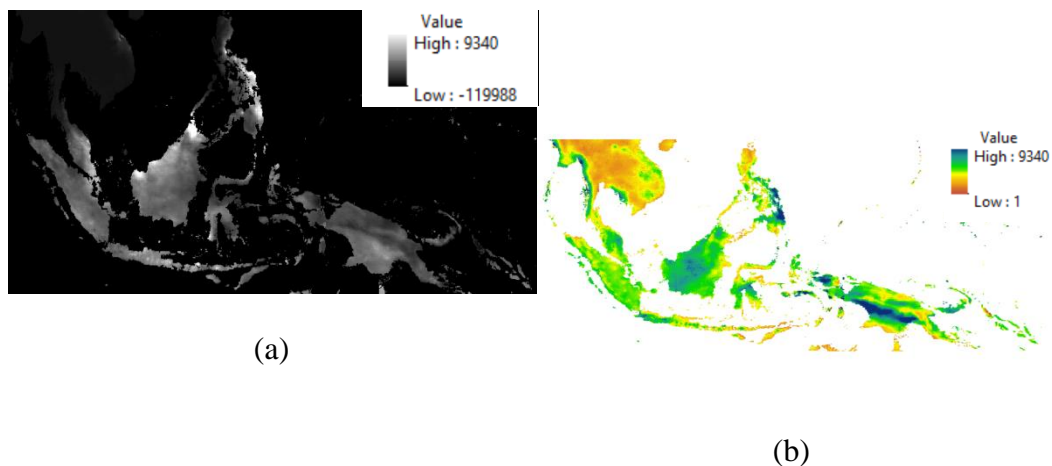 Value
High : 9340
Low : -119988
(a)
Value
High : 9340
Low : 1
(b)